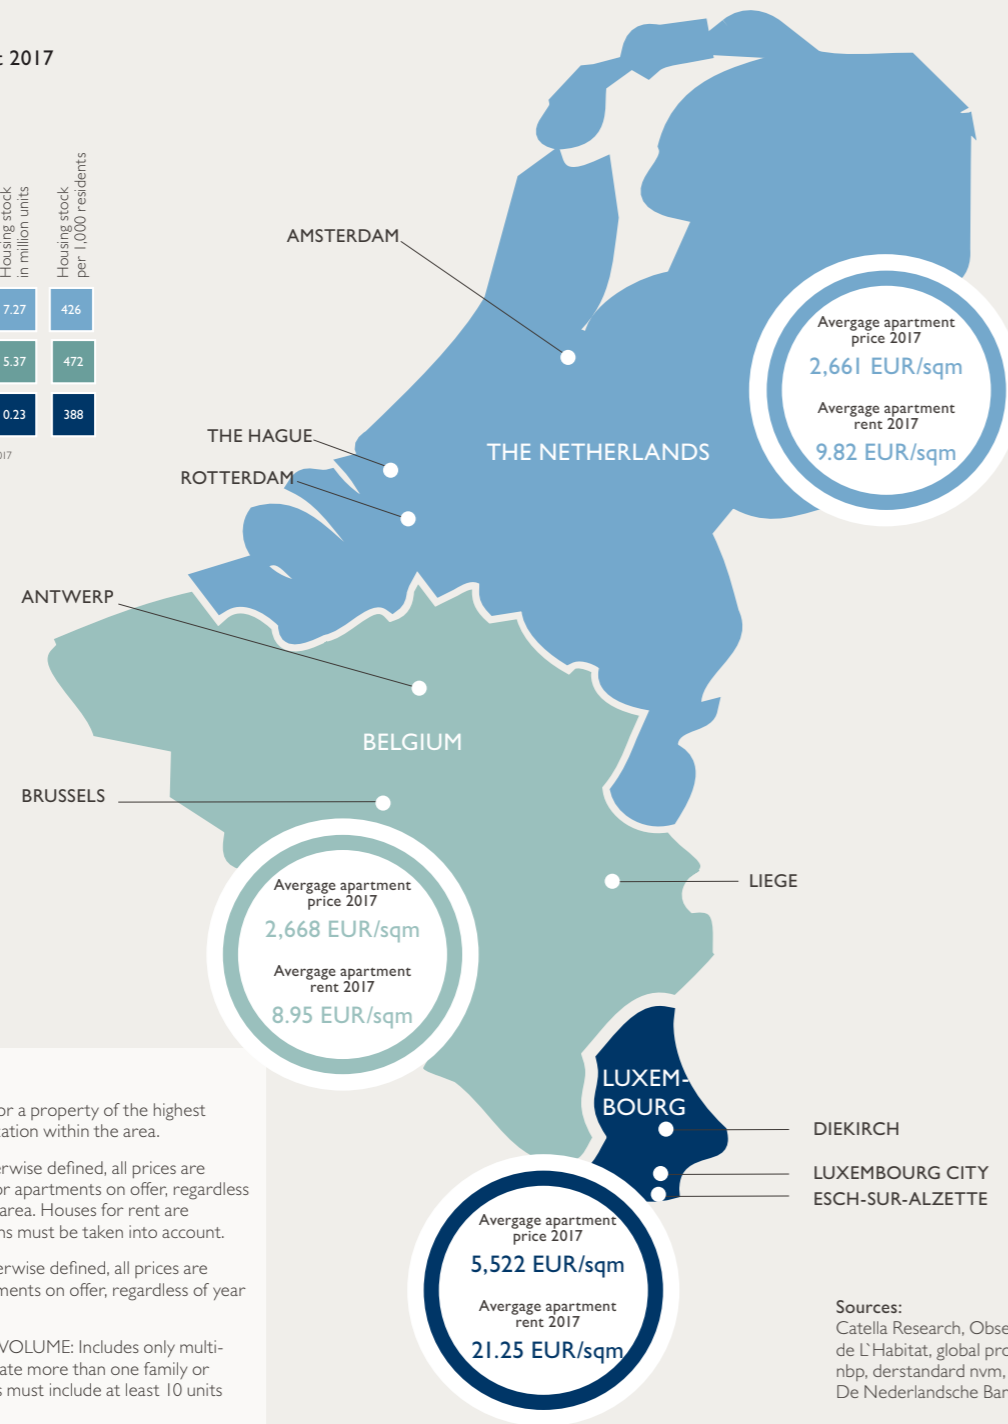 2017
Housing stock
in million units
Housing stock
per 1,000 residents
7.27
426
5.37
472
0.23
388
AMSTERDAM
THE HAGUE
ROTTERDAM
THE NETHERLANDS
Avergage apartment
price 2017
2,661 EUR/sqm
Avergage apartment
rent 2017
9.82 EUR/sqm
ANTWERP
BELGIUM
BRUSSELS
LIEGE
Avergage apartment
price 2017
2,668 EUR/sqm
Avergage apartment
rent 2017
8.95 EUR/sqm
LUXEM-
BOURG
DIEKIRCH
LUXEMBOURG CITY
ESCH-SUR-ALZETTE
Avergage apartment
price 2017
5,522 EUR/sqm
Avergage apartment
rent 2017
21.25 EUR/sqm
or a property of the highest
ation within the area.
erwise defined, all prices are
or apartments on offer, regardless
area. Houses for rent are
ns must be taken into account.
erwise defined, all prices are
ments on offer, regardless of year
VOLUME: Includes only multi-
ate more than one family or
s must include at least 10 units
Sources:
Catella Research, Obse
de L`Habitat, global pro
nbp, derstandard nvm,
De Nederlandsche Ban